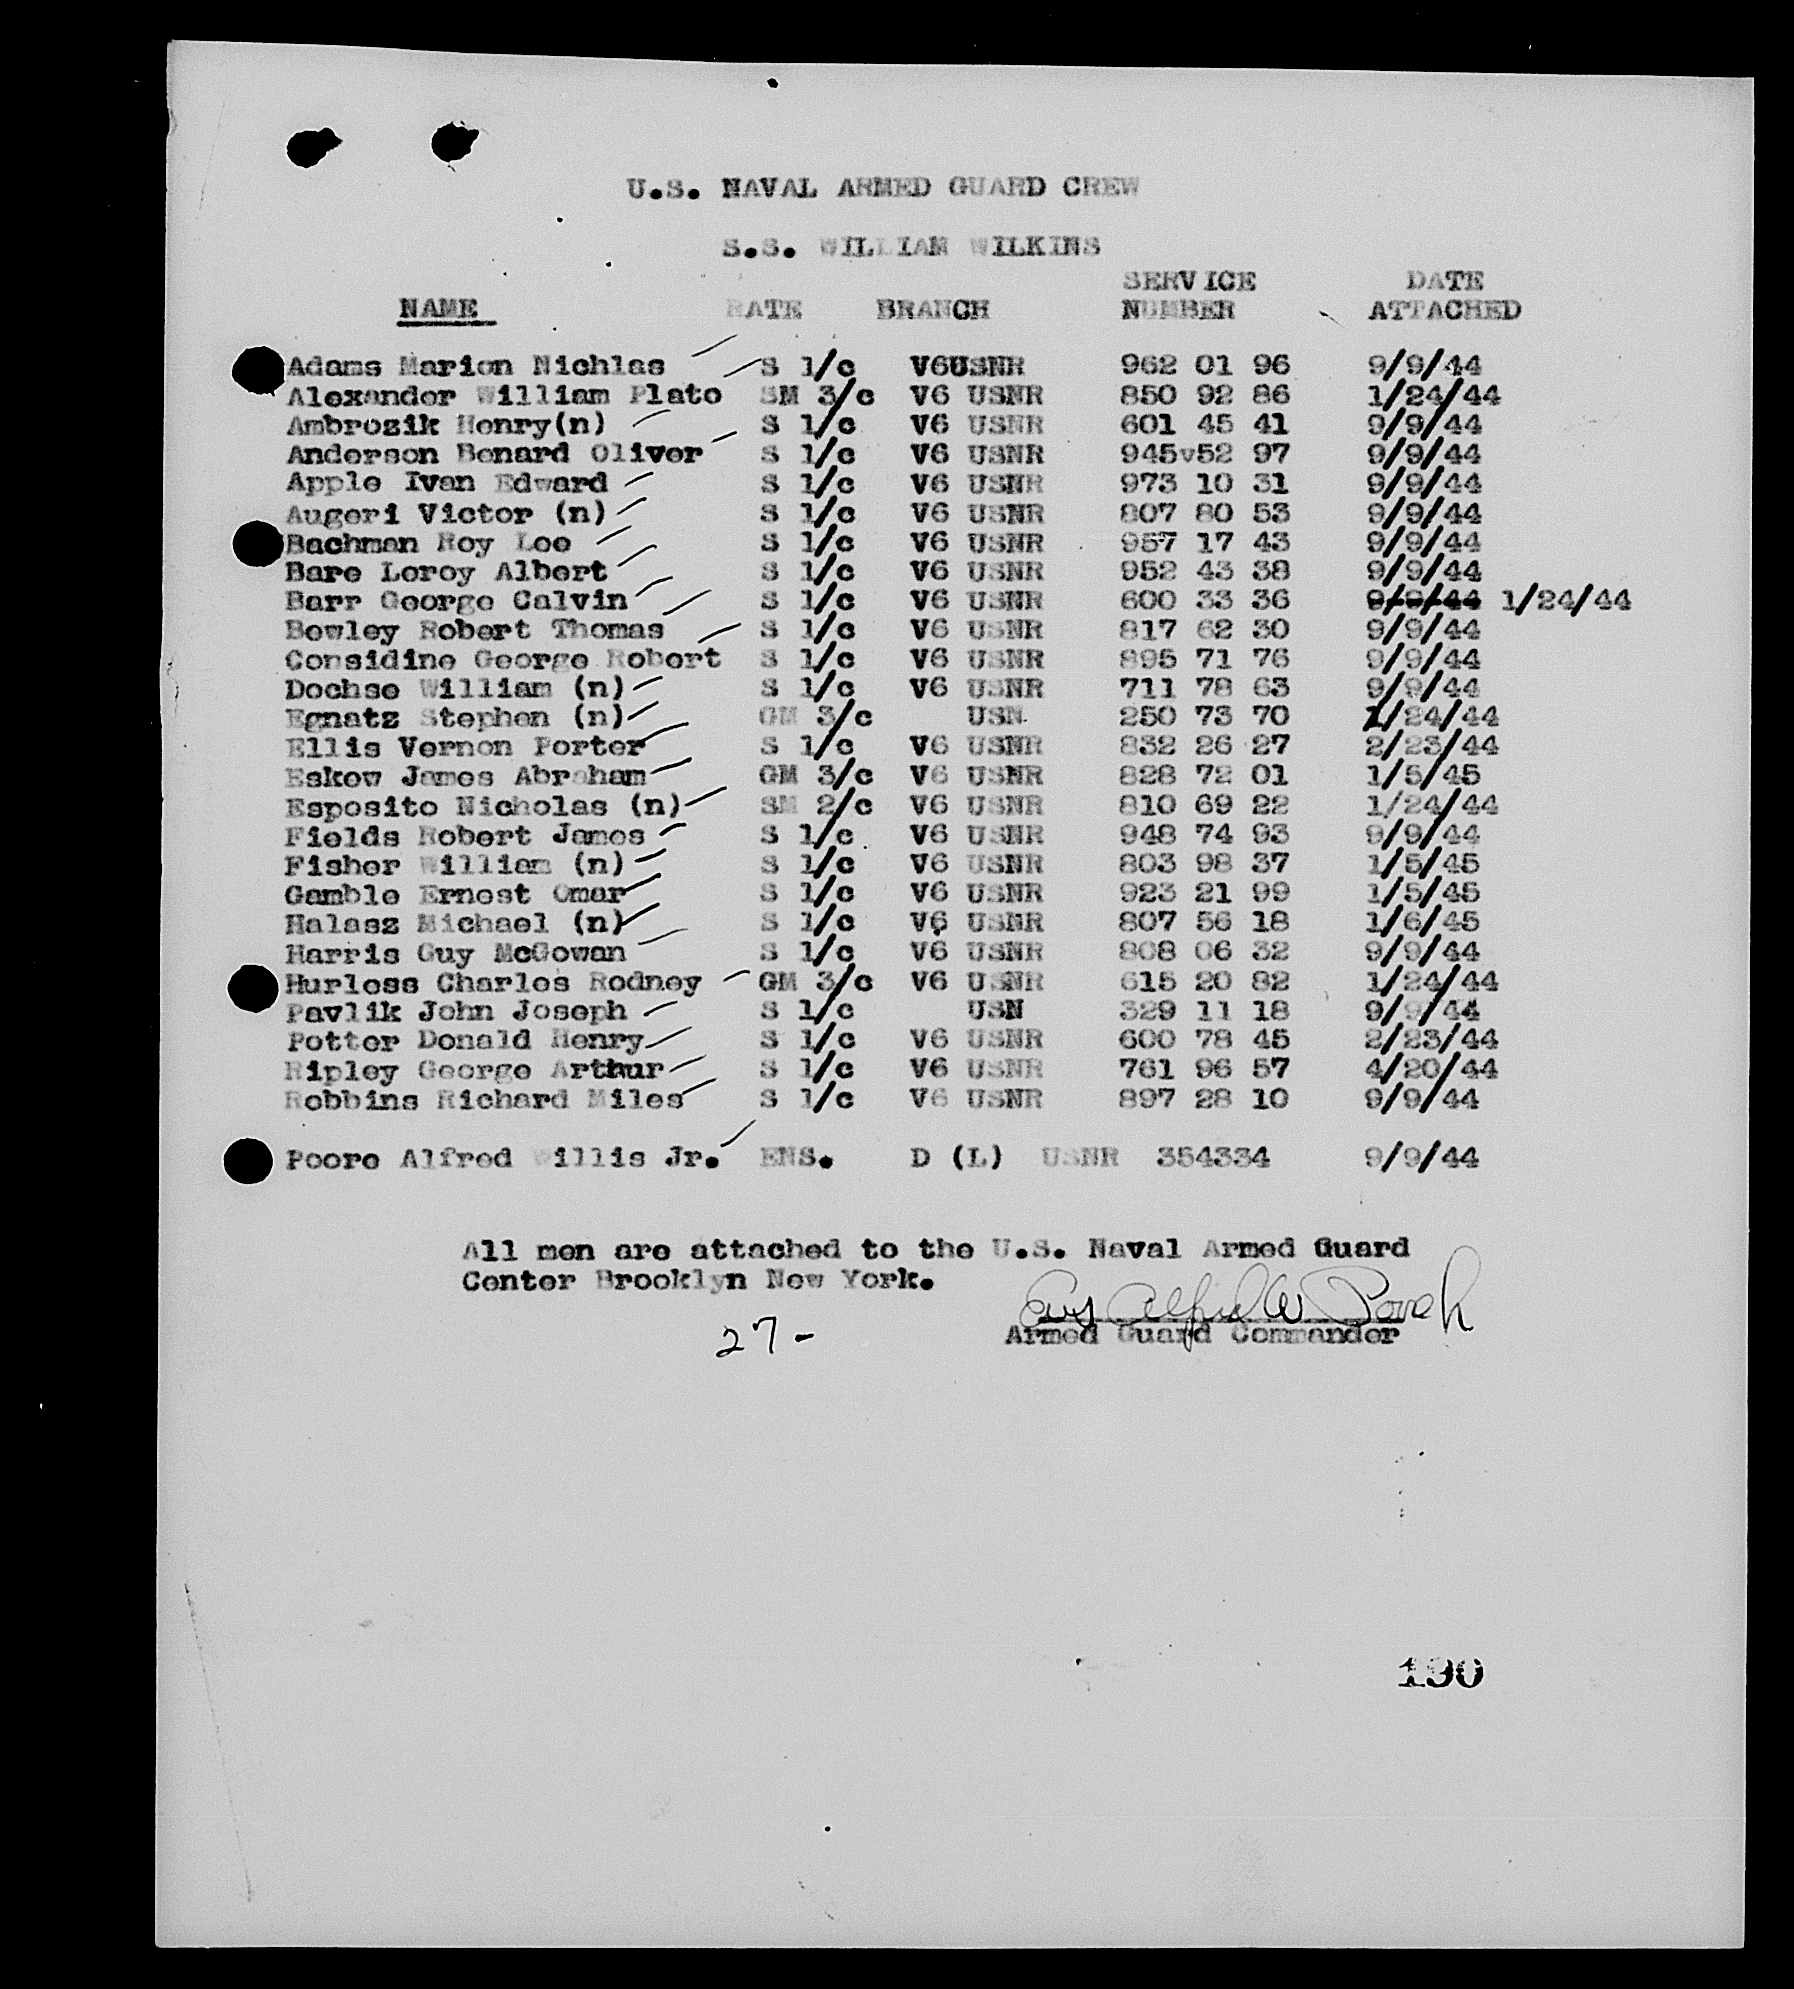 U.S. NAVAL ARMED GUARD CREW
S.S. WILLIAM WILKINS
SERVICE DATE
NAME RATE BRANCH NUMBER ATTACHED
Adams Marion Nichlas S 1/c V6USNR 962 01 96 9/9/44
Alexander William Plato SM 3/c V6 USNR 850 92 86 1/24/44
Ambrozik Henry(n) S 1/c V6 USNR 601 45 41 9/9/44
Anderson Benard Oliver S 1/c V6 USNR 945v52 97 9/9/44
Apple Ivan Edward S 1/c V6 USNR 973 10 31 9/9/44
Augeri Victor (n) S 1/c V6 USNR 807 80 53 9/9/44
Bachman Roy Lee S 1/c V6 USNR 957 17 43 9/9/44
Bare Leroy Albert S 1/c V6 USNR 952 43 38 9/9/44
Barr George Calvin S 1/c V6 USNR 600 33 36 9/9/44 1/24/44
Bewley Robert Thomas S 1/c V6 USNR 817 62 30 9/9/44
Considine George Robert S 1/c V6 USNR 895 71 76 9/9/44
Dochse William (n) S 1/c V6 USNR 711 78 63 9/9/44
Egnatz Stephen (n) GM 3/c USN 250 73 70 1/24/44
Ellis Vernon Porter S 1/c V6 USNR 832 26 27 2/23/44
Eskew James Abraham GM 3/c V6 USNR 828 72 01 1/5/45
Esposito Nicholas (n) SM 2/c V6 USNR 810 69 22 1/24/44
Fields Robert James S 1/c V6 USNR 948 74 93 9/9/44
Fisher William (n) S 1/c V6 USNR 803 98 37 1/5/45
Gamble Ernest Omar S 1/c V6 USNR 923 21 99 1/5/45
Halasz Michael (n) S 1/c V6 USNR 807 56 18 1/6/45
Harris Guy McGowan S 1/c V6 USNR 808 06 32 9/9/44
Hurless Charles Rodney GM 3/c V6 USNR 615 20 82 1/24/44
Pavlik John Joseph S 1/c USN 329 11 18 9/9/44
Potter Donald Henry S 1/c V6 USNR 600 78 45 2/23/44
Ripley George Arthur S 1/c V6 USNR 761 96 57 4/20/44
Robbins Richard Miles S 1/c V6 USNR 897 28 10 9/9/44
Poore Alfred Willis Jr. ENS. D (L) USNR 354334 9/9/44
All men are attached to the U.S. Naval Armed Guard
Center Brooklyn New York.
Ens Alfred W Poore Jr
27- Armed Guard Commander
190